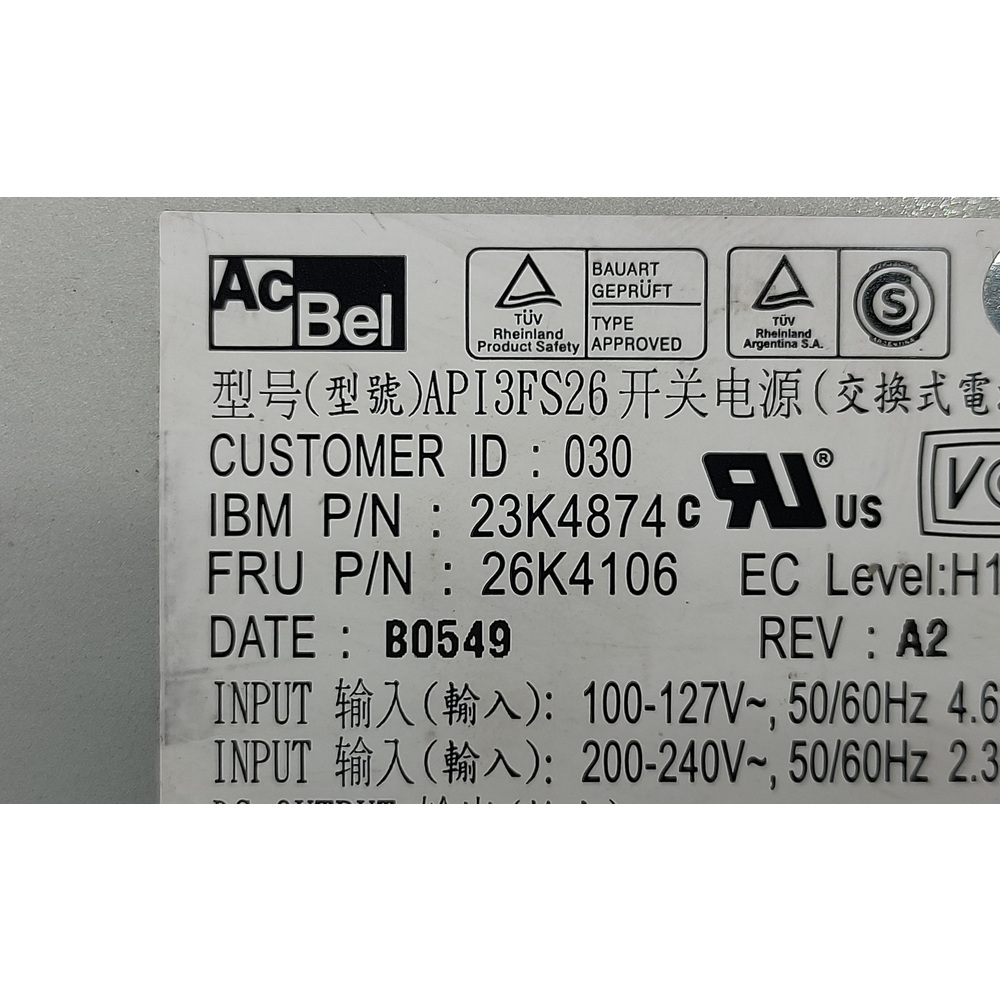 AcBel
TÜV
Rheinland
Product Safety
BAUART
GEPRÜFT
TYPE
APPROVED
TÜV
Rheinland
Argentina S.A.
S
ARGENTINA
型号(型號)API3FS26 开关电源(交換式電
CUSTOMER ID : 030
IBM P/N : 23K4874
c UR ® US
FRU P/N : 26K4106 EC Level:H1
DATE : B0549 REV : A2
INPUT 输入(輸入): 100-127V~, 50/60Hz 4.6
INPUT 输入(輸入): 200-240V~, 50/60Hz 2.3